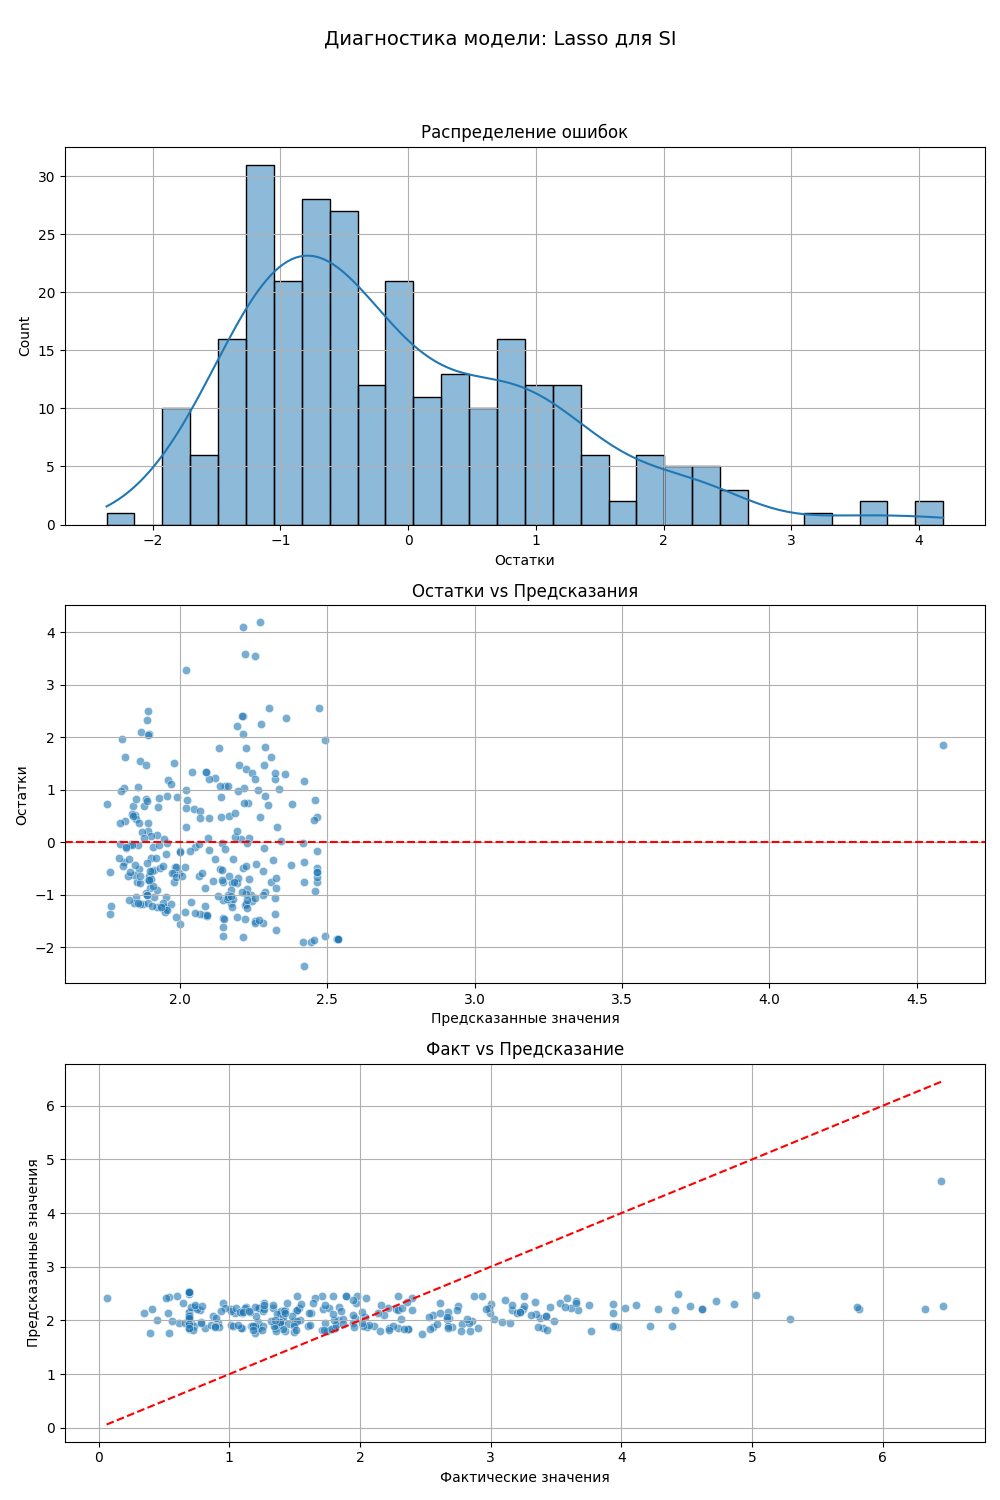 Диагностика модели: Lasso для SI
Распределение ошибок
30
25
20
15
10
5
0
Count
−2 −1 0 1 2 3 4
Остатки
Остатки vs Предсказания
4
3
2
1
0
−1
−2
Остатки
2.0 2.5 3.0 3.5 4.0 4.5
Предсказанные значения
Факт vs Предсказание
6
5
4
3
2
1
0
Предсказанные значения
0 1 2 3 4 5 6
Фактические значения